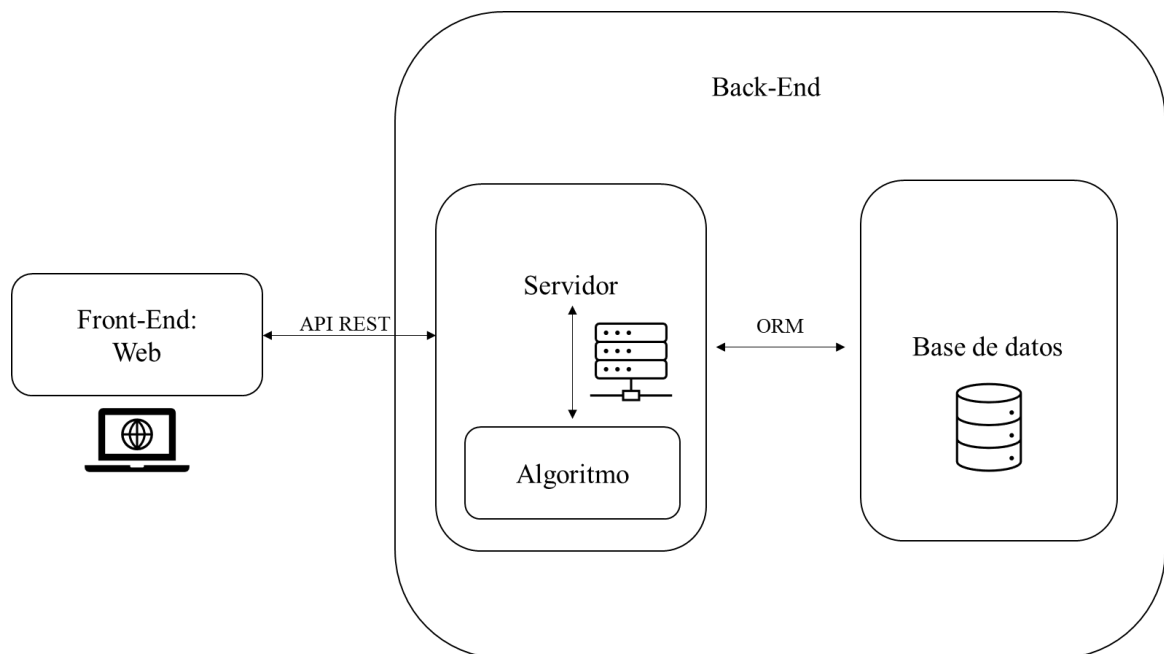 Back-End
Servidor
Front-End:
Web
API REST
ORM
Base de datos
Algoritmo